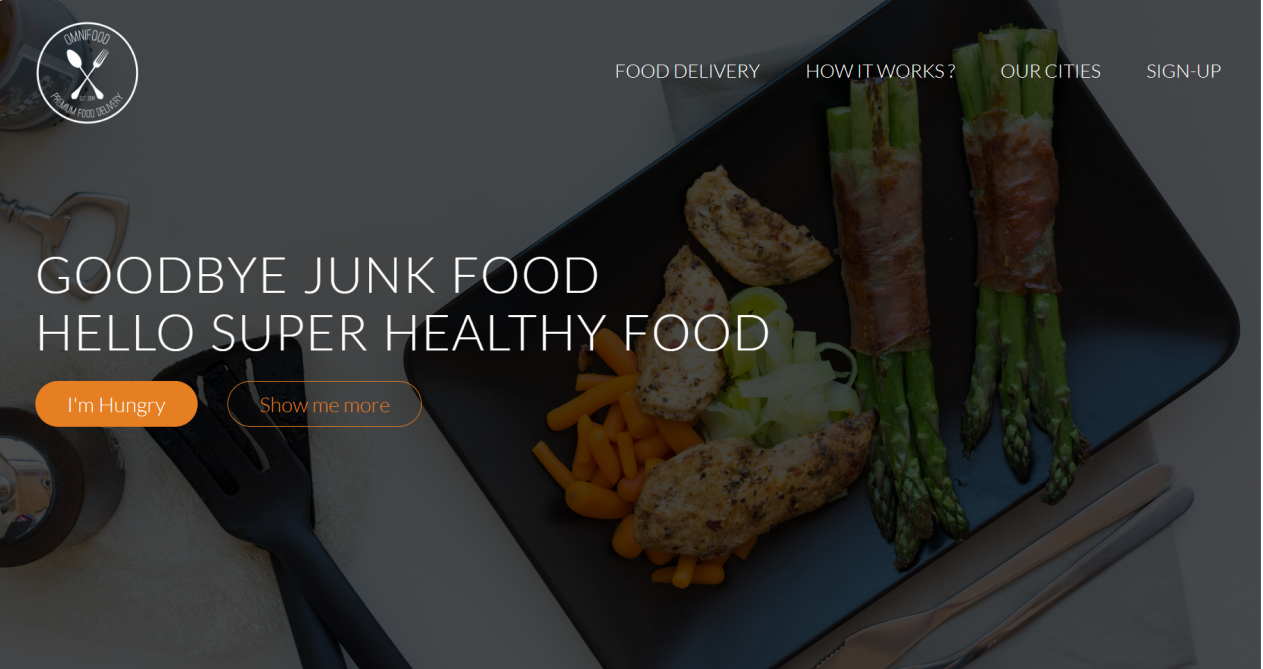 OMNIFOOD
PREMIUM FOOD DELIVERY
FOOD DELIVERY
HOW IT WORKS ?
OUR CITIES
SIGN-UP
GOODBYE JUNK FOOD
HELLO SUPER HEALTHY FOOD
I'm Hungry
Show me more